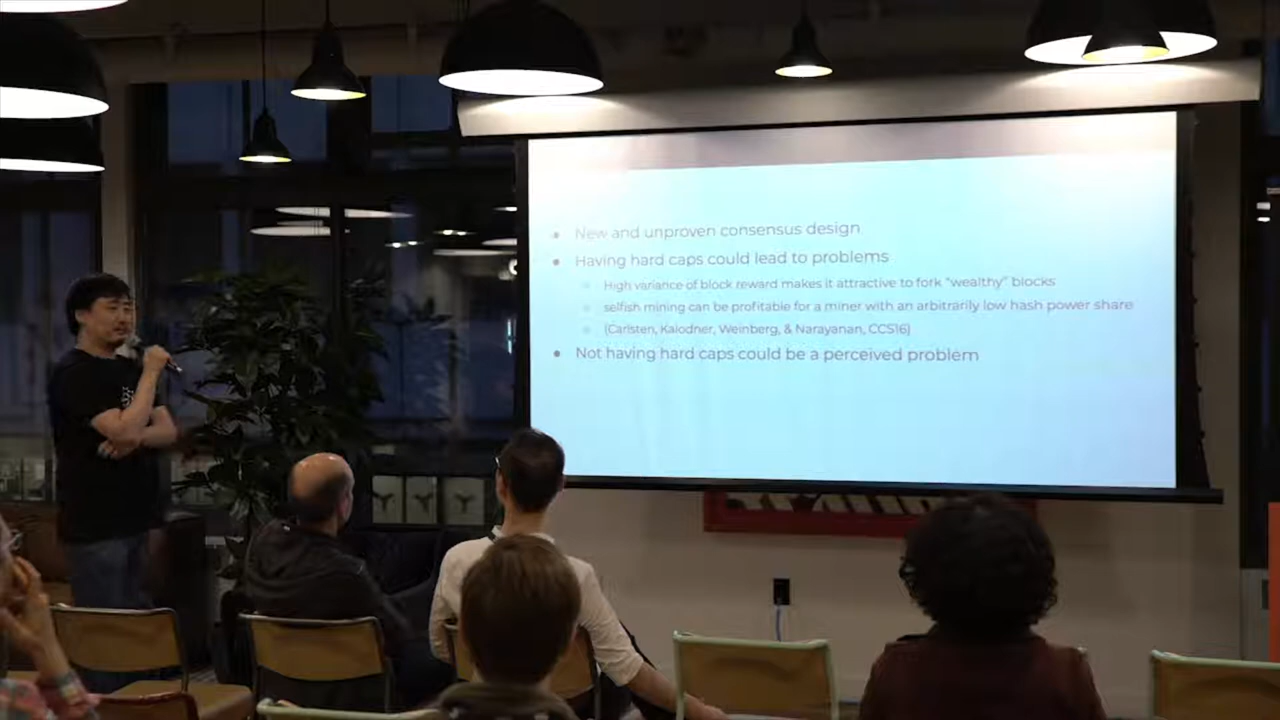 New and unproven consensus design
Having hard caps could lead to problems
High variance of block reward makes it attractive to fork "wealthy" blocks
selfish mining can be profitable for a miner with an arbitrarily low hash power share
(Carlsten, Kalodner, Weinberg, & Narayanan, CCS16)
Not having hard caps could be a perceived problem